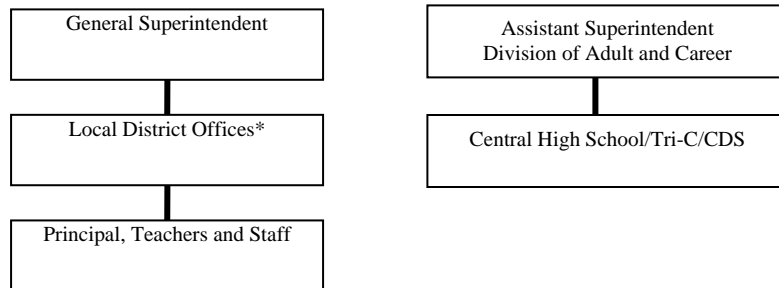 General Superintendent
Local District Offices*
Principal, Teachers and Staff
Assistant Superintendent
Division of Adult and Career
Central High School/Tri-C/CDS